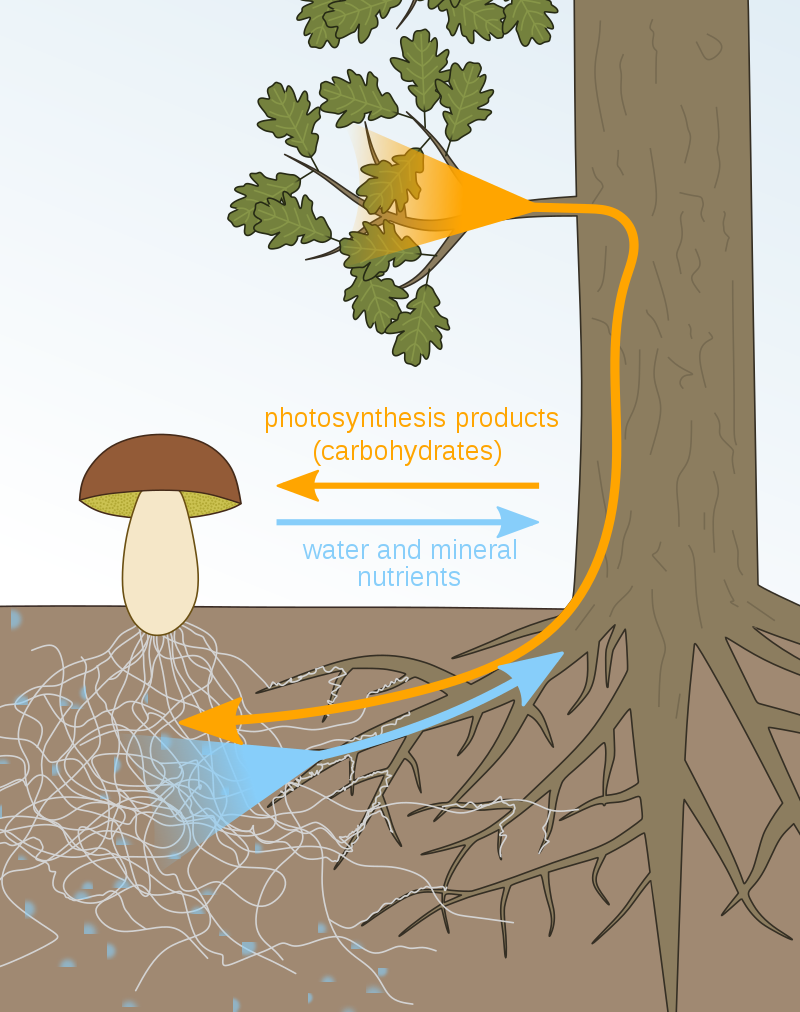 photosynthesis products
(carbohydrates)
water and mineral
nutrients